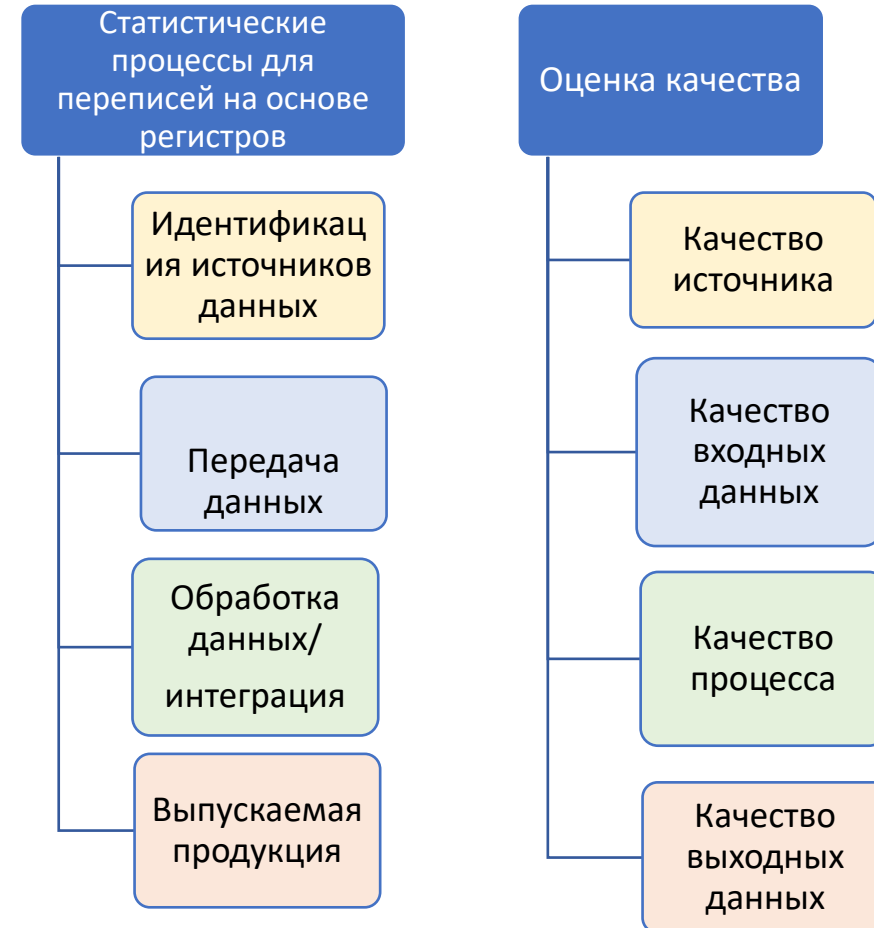 Статистические
процессы для
переписей на основе
регистров
Идентификац
ия источников
данных
Передача
данных
Обработка
данных/
интеграция
Выпускаемая
продукция
Оценка качества
Качество
источника
Качество
входных
данных
Качество
процесса
Качество
выходных
данных